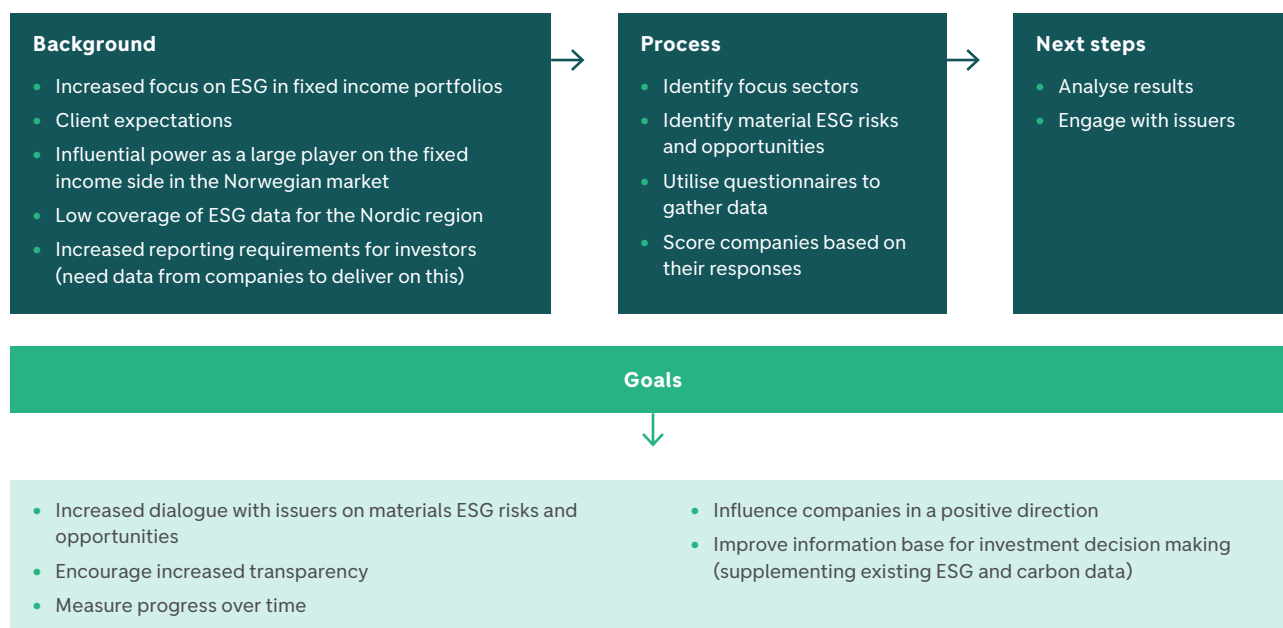 Background
• Increased focus on ESG in fixed income portfolios
• Client expectations
• Influential power as a large player on the fixed
income side in the Norwegian market
• Low coverage of ESG data for the Nordic region
• Increased reporting requirements for investors
(need data from companies to deliver on this)
Process
• Identify focus sectors
• Identify material ESG risks
and opportunities
• Utilise questionnaires to
gather data
• Score companies based on
their responses
Next steps
• Analyse results
• Engage with issuers
Goals
• Increased dialogue with issuers on materials ESG risks and
opportunities
• Encourage increased transparency
• Measure progress over time
• Influence companies in a positive direction
• Improve information base for investment decision making
(supplementing existing ESG and carbon data)